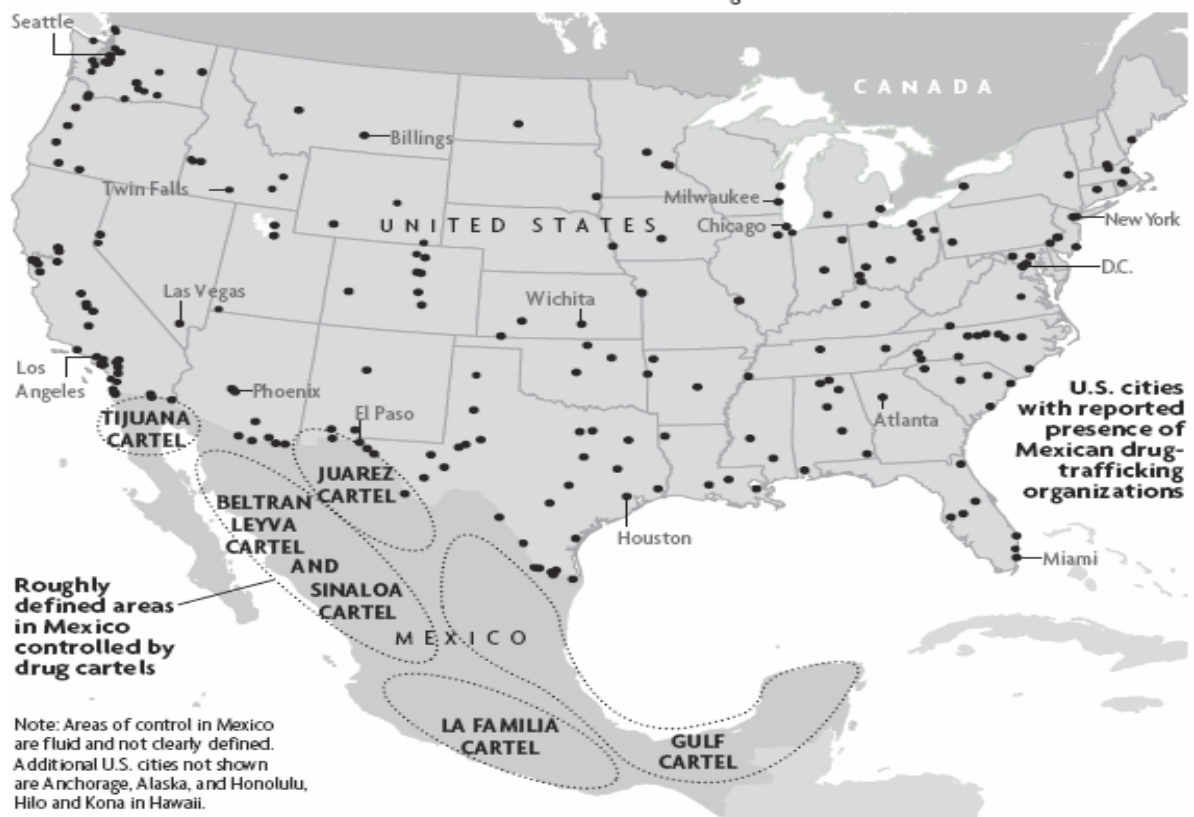 Seattle
CANADA
Billings
Twin Falls
Milwaukee
UNITED STATES
Chicago
New York
D.C.
Las Vegas
Wichita
Los
Angeles
Phoenix
El Paso
Atlanta
U.S. cities
with reported
presence of
Mexican drug-
trafficking
organizations
TIJUANA
CARTEL
JUAREZ
CARTEL
BELTRAN
LEYVA
CARTEL
AND
SINALOA
CARTEL
Houston
Miami
Roughly
defined areas
in Mexico
controlled by
drug cartels
MEXICO
LA FAMILIA
CARTEL
GULF
CARTEL
Note: Areas of control in Mexico
are fluid and not clearly defined.
Additional U.S. cities not shown
are Anchorage, Alaska, and Honolulu,
Hilo and Kona in Hawaii.